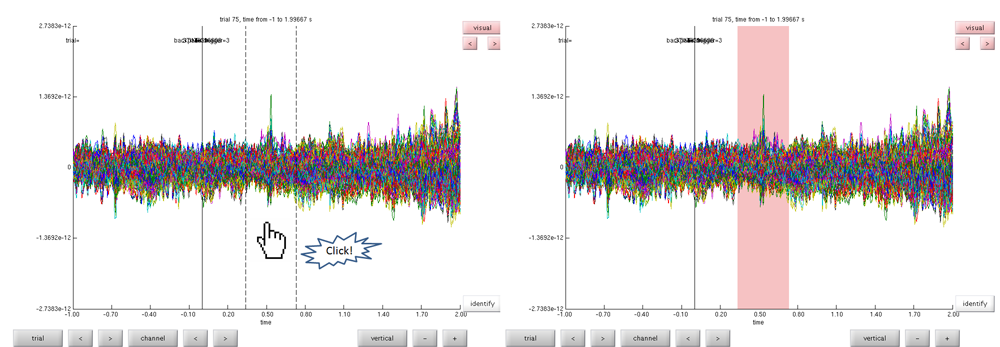 trial 75, time from -1 to 1.99667 s
2.7383e-12
1.3692e-12
0
-1.3692e-12
-2.7383e-12
trial=
-1.00 -0.70 -0.40 -0.10 0.20 0.50 0.80 1.10 1.40 1.70 2.00
time
visual
< >
Click!
identify
trial < > channel < > vertical - +
trial 75, time from -1 to 1.99667 s
2.7383e-12
1.3692e-12
0
-1.3692e-12
-2.7383e-12
trial=
-1.00 -0.70 -0.40 -0.10 0.20 0.50 0.80 1.10 1.40 1.70 2.00
time
visual
< >
identify
trial < > channel < > vertical - +